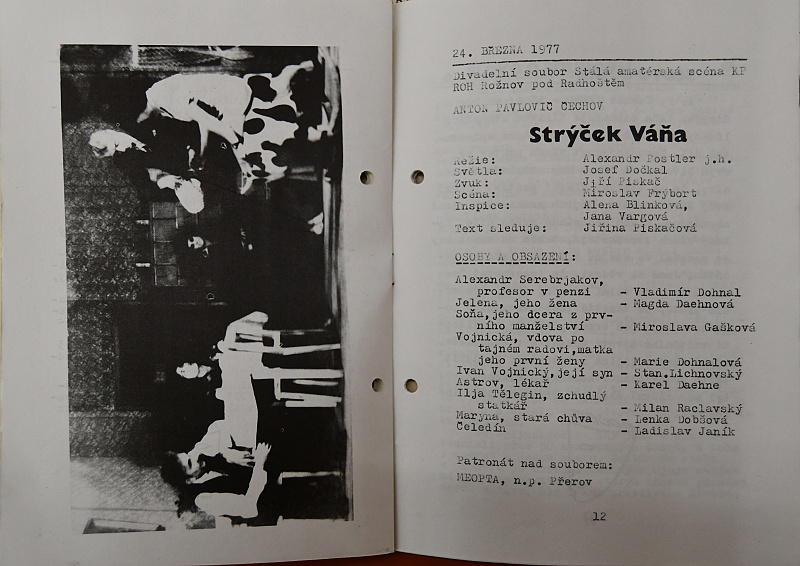 24. BŘEZNA 1977
Divadelní soubor Stálá amatérská scéna KP
ROH Rožnov pod Radhoštěm
ANTON PAVLOVIČ ČECHOV
Strýček Váňa
Režie: Alexandr Postler j.h.
Světla: Josef Dočkal
Zvuk: Jiří Piskač
Scéna: Miroslav Frýbort
Inspice: Alena Blinková,
Jana Vargová
Text sleduje: Jiřina Piskačová
OSOBY A OBSAZENÍ:
Alexandr Serebrjakov,
profesor v penzi - Vladimír Dohnal
Jelena, jeho žena - Magda Daehnová
Soňa,jeho dcera z prv-
ního manželství - Miroslava Gašková
Vojnická, vdova po
tajném radovi,matka
jeho první ženy - Marie Dohnalová
Ivan Vojnický,její syn - Stan.Lichnovský
Astrov, lékař - Karel Daehne
Ilja Tělegin, zchudlý
statkář - Milan Raclavský
Maryna, stará chůva - Lenka Dobšová
Čeledín - Ladislav Janík
Patronát nad souborem:
MEOPTA, n.p. Přerov
12